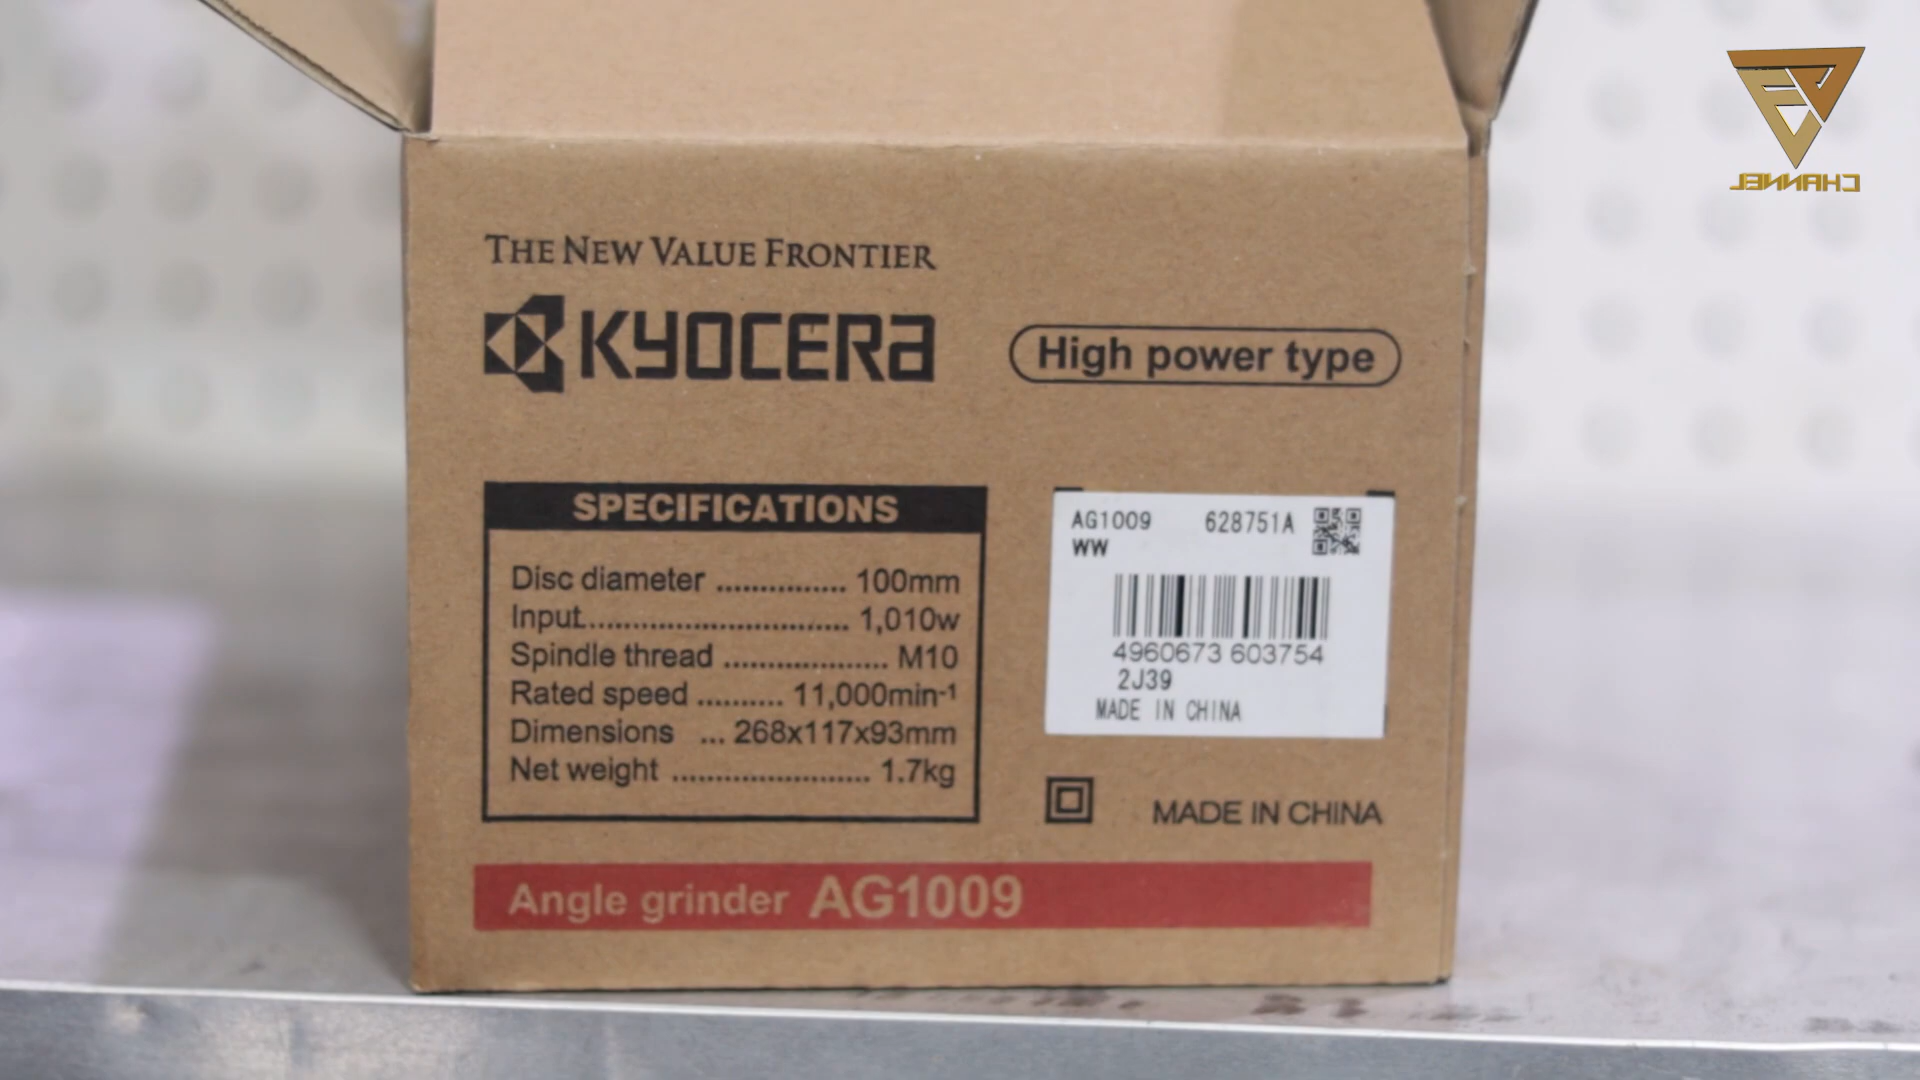 THE NEW VALUE FRONTIER
KYOCERA
High power type
SPECIFICATIONS
Disc diameter ............... 100mm
Input.............................. 1,010w
Spindle thread ................... M10
Rated speed .......... 11,000min-¹
Dimensions ... 268x117x93mm
Net weight ....................... 1.7kg
AG1009 628751A
WW
4960673 603754
2J39
MADE IN CHINA
MADE IN CHINA
Angle grinder AG1009
CHANNEL